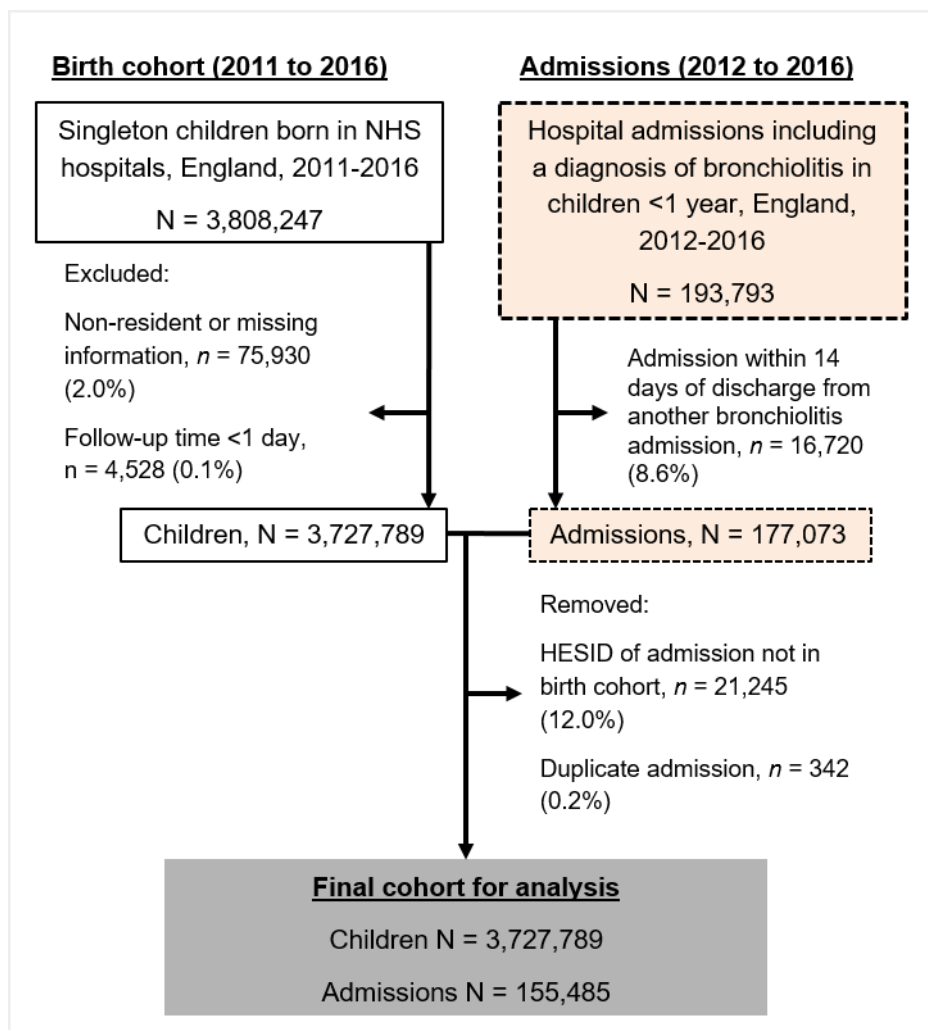 Birth cohort (2011 to 2016)
Singleton children born in NHS
hospitals, England, 2011-2016
N = 3,808,247
Excluded:
Non-resident or missing
information, n = 75,930
(2.0%)
Follow-up time <1 day,
n = 4,528 (0.1%)
Admissions (2012 to 2016)
Hospital admissions including
a diagnosis of bronchiolitis in
children <1 year, England,
2012-2016
N = 193,793
Admission within 14
days of discharge from
another bronchiolitis
admission, n = 16,720
(8.6%)
Children, N = 3,727,789
Admissions, N = 177,073
Removed:
HESID of admission not in
birth cohort, n = 21,245
(12.0%)
Duplicate admission, n = 342
(0.2%)
Final cohort for analysis
Children N = 3,727,789
Admissions N = 155,485